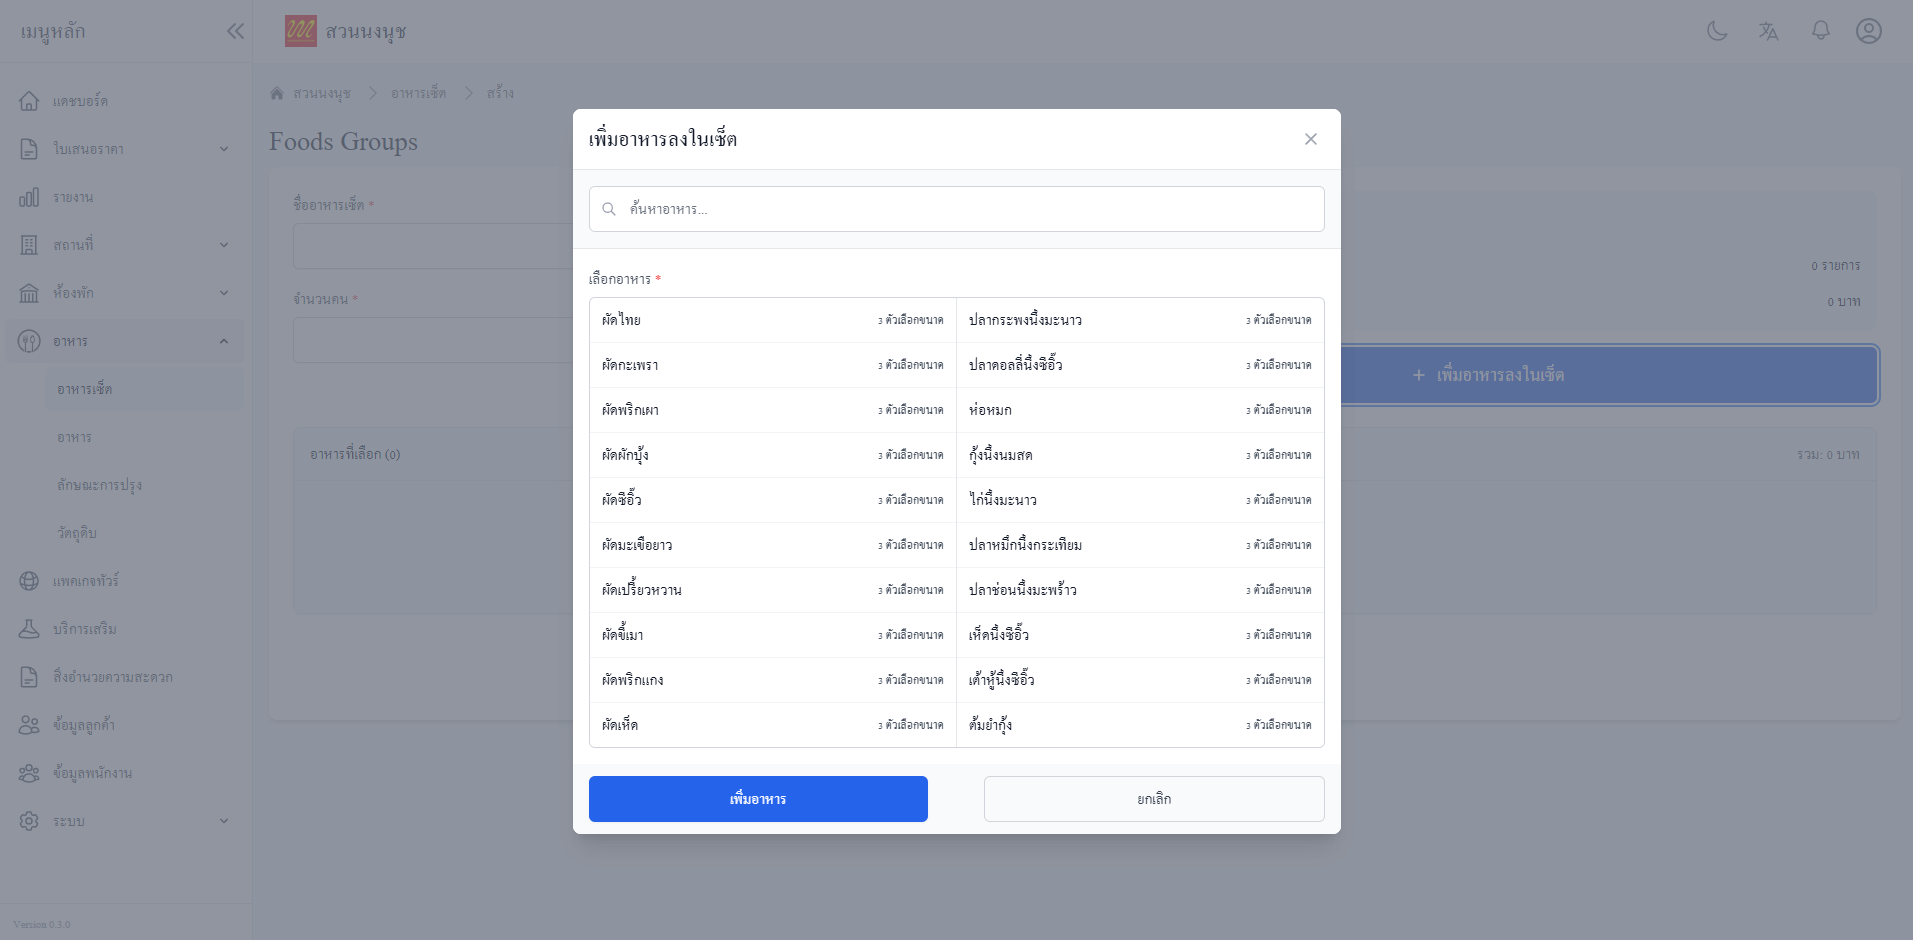 เมนูหลัก
สวนนงนุช
แดชบอร์ด
ใบเสนอราคา
รายงาน
สถานที่
ห้องพัก
อาหาร
อาหารเซ็ต
อาหาร
ลักษณะการปรุง
วัตถุดิบ
แพคเกจทัวร์
บริการเสริม
สิ่งอำนวยความสะดวก
ข้อมูลลูกค้า
ข้อมูลพนักงาน
ระบบ
Version 0.3.0
สวนนงนุช
อาหารเซ็ต
สร้าง
Foods Groups
ชื่ออาหารเซ็ต *
จำนวนคน *
0 รายการ
0 บาท
+ เพิ่มอาหารลงในเซ็ต
อาหารที่เลือก (0)
รวม: 0 บาท
เพิ่มอาหารลงในเซ็ต
ค้นหาอาหาร...
เลือกอาหาร *
ผัดไทย 3 ตัวเลือกขนาด
ปลากระพงนึ่งมะนาว 3 ตัวเลือกขนาด
ผัดกะเพรา 3 ตัวเลือกขนาด
ปลาดอลลี่นึ่งซีอิ๊ว 3 ตัวเลือกขนาด
ผัดพริกเผา 3 ตัวเลือกขนาด
ห่อหมก 3 ตัวเลือกขนาด
ผัดผักบุ้ง 3 ตัวเลือกขนาด
กุ้งนึ่งนมสด 3 ตัวเลือกขนาด
ผัดซีอิ๊ว 3 ตัวเลือกขนาด
ไก่นึ่งมะนาว 3 ตัวเลือกขนาด
ผัดมะเขือยาว 3 ตัวเลือกขนาด
ปลาหมึกนึ่งกระเทียม 3 ตัวเลือกขนาด
ผัดเปรี้ยวหวาน 3 ตัวเลือกขนาด
ปลาช่อนนึ่งมะพร้าว 3 ตัวเลือกขนาด
ผัดขี้เมา 3 ตัวเลือกขนาด
เห็ดนึ่งซีอิ๊ว 3 ตัวเลือกขนาด
ผัดพริกแกง 3 ตัวเลือกขนาด
เต้าหู้นึ่งซีอิ๊ว 3 ตัวเลือกขนาด
ผัดเห็ด 3 ตัวเลือกขนาด
ต้มยำกุ้ง 3 ตัวเลือกขนาด
เพิ่มอาหาร
ยกเลิก